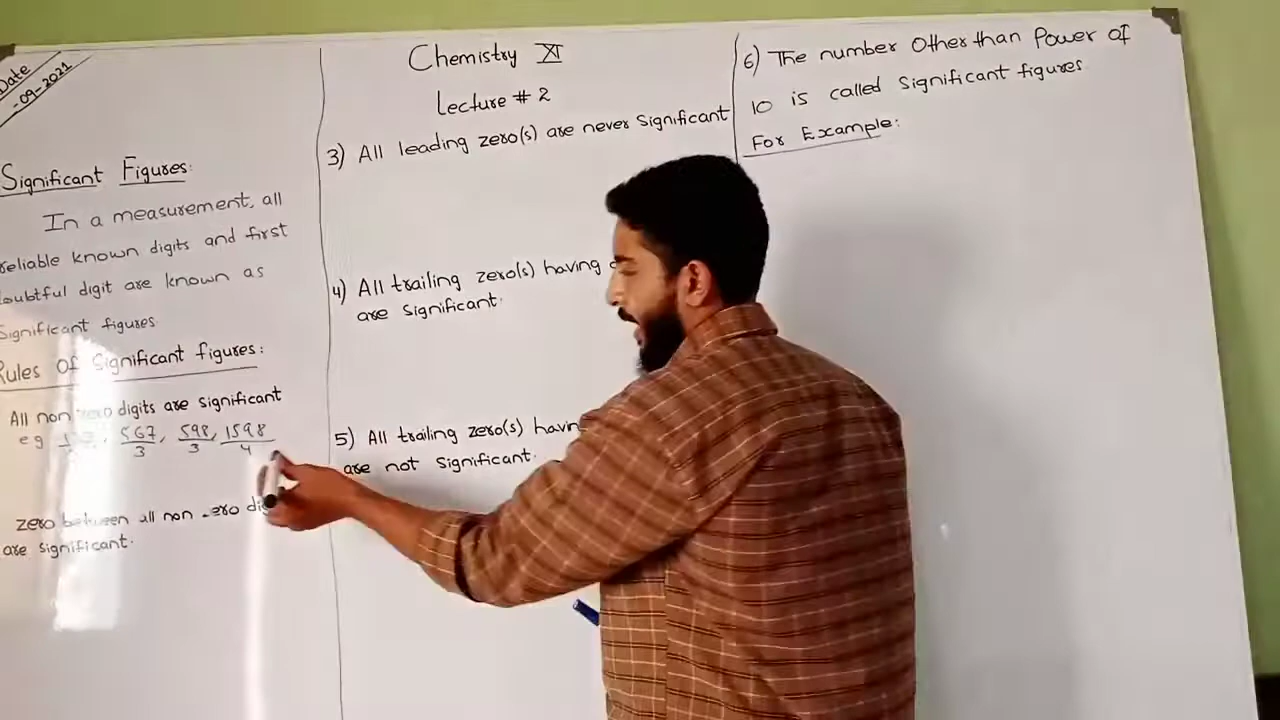 Date
-09-2021
Significant Figures:
In a measurement, all
reliable known digits and first
doubtful digit are known as
Significant figures.
Rules of Significant figures:
All non zero digits are significant
eg 567, 598, 1598
3 3 4
zero between all non zero
are significant.
Chemistry XI
Lecture # 2
3) All leading zero(s) are never significant
4) All trailing zero(s) having
are significant.
5) All trailing zero(s) having
are not significant.
6) The number Other than Power of
10 is called significant figures
For Example: